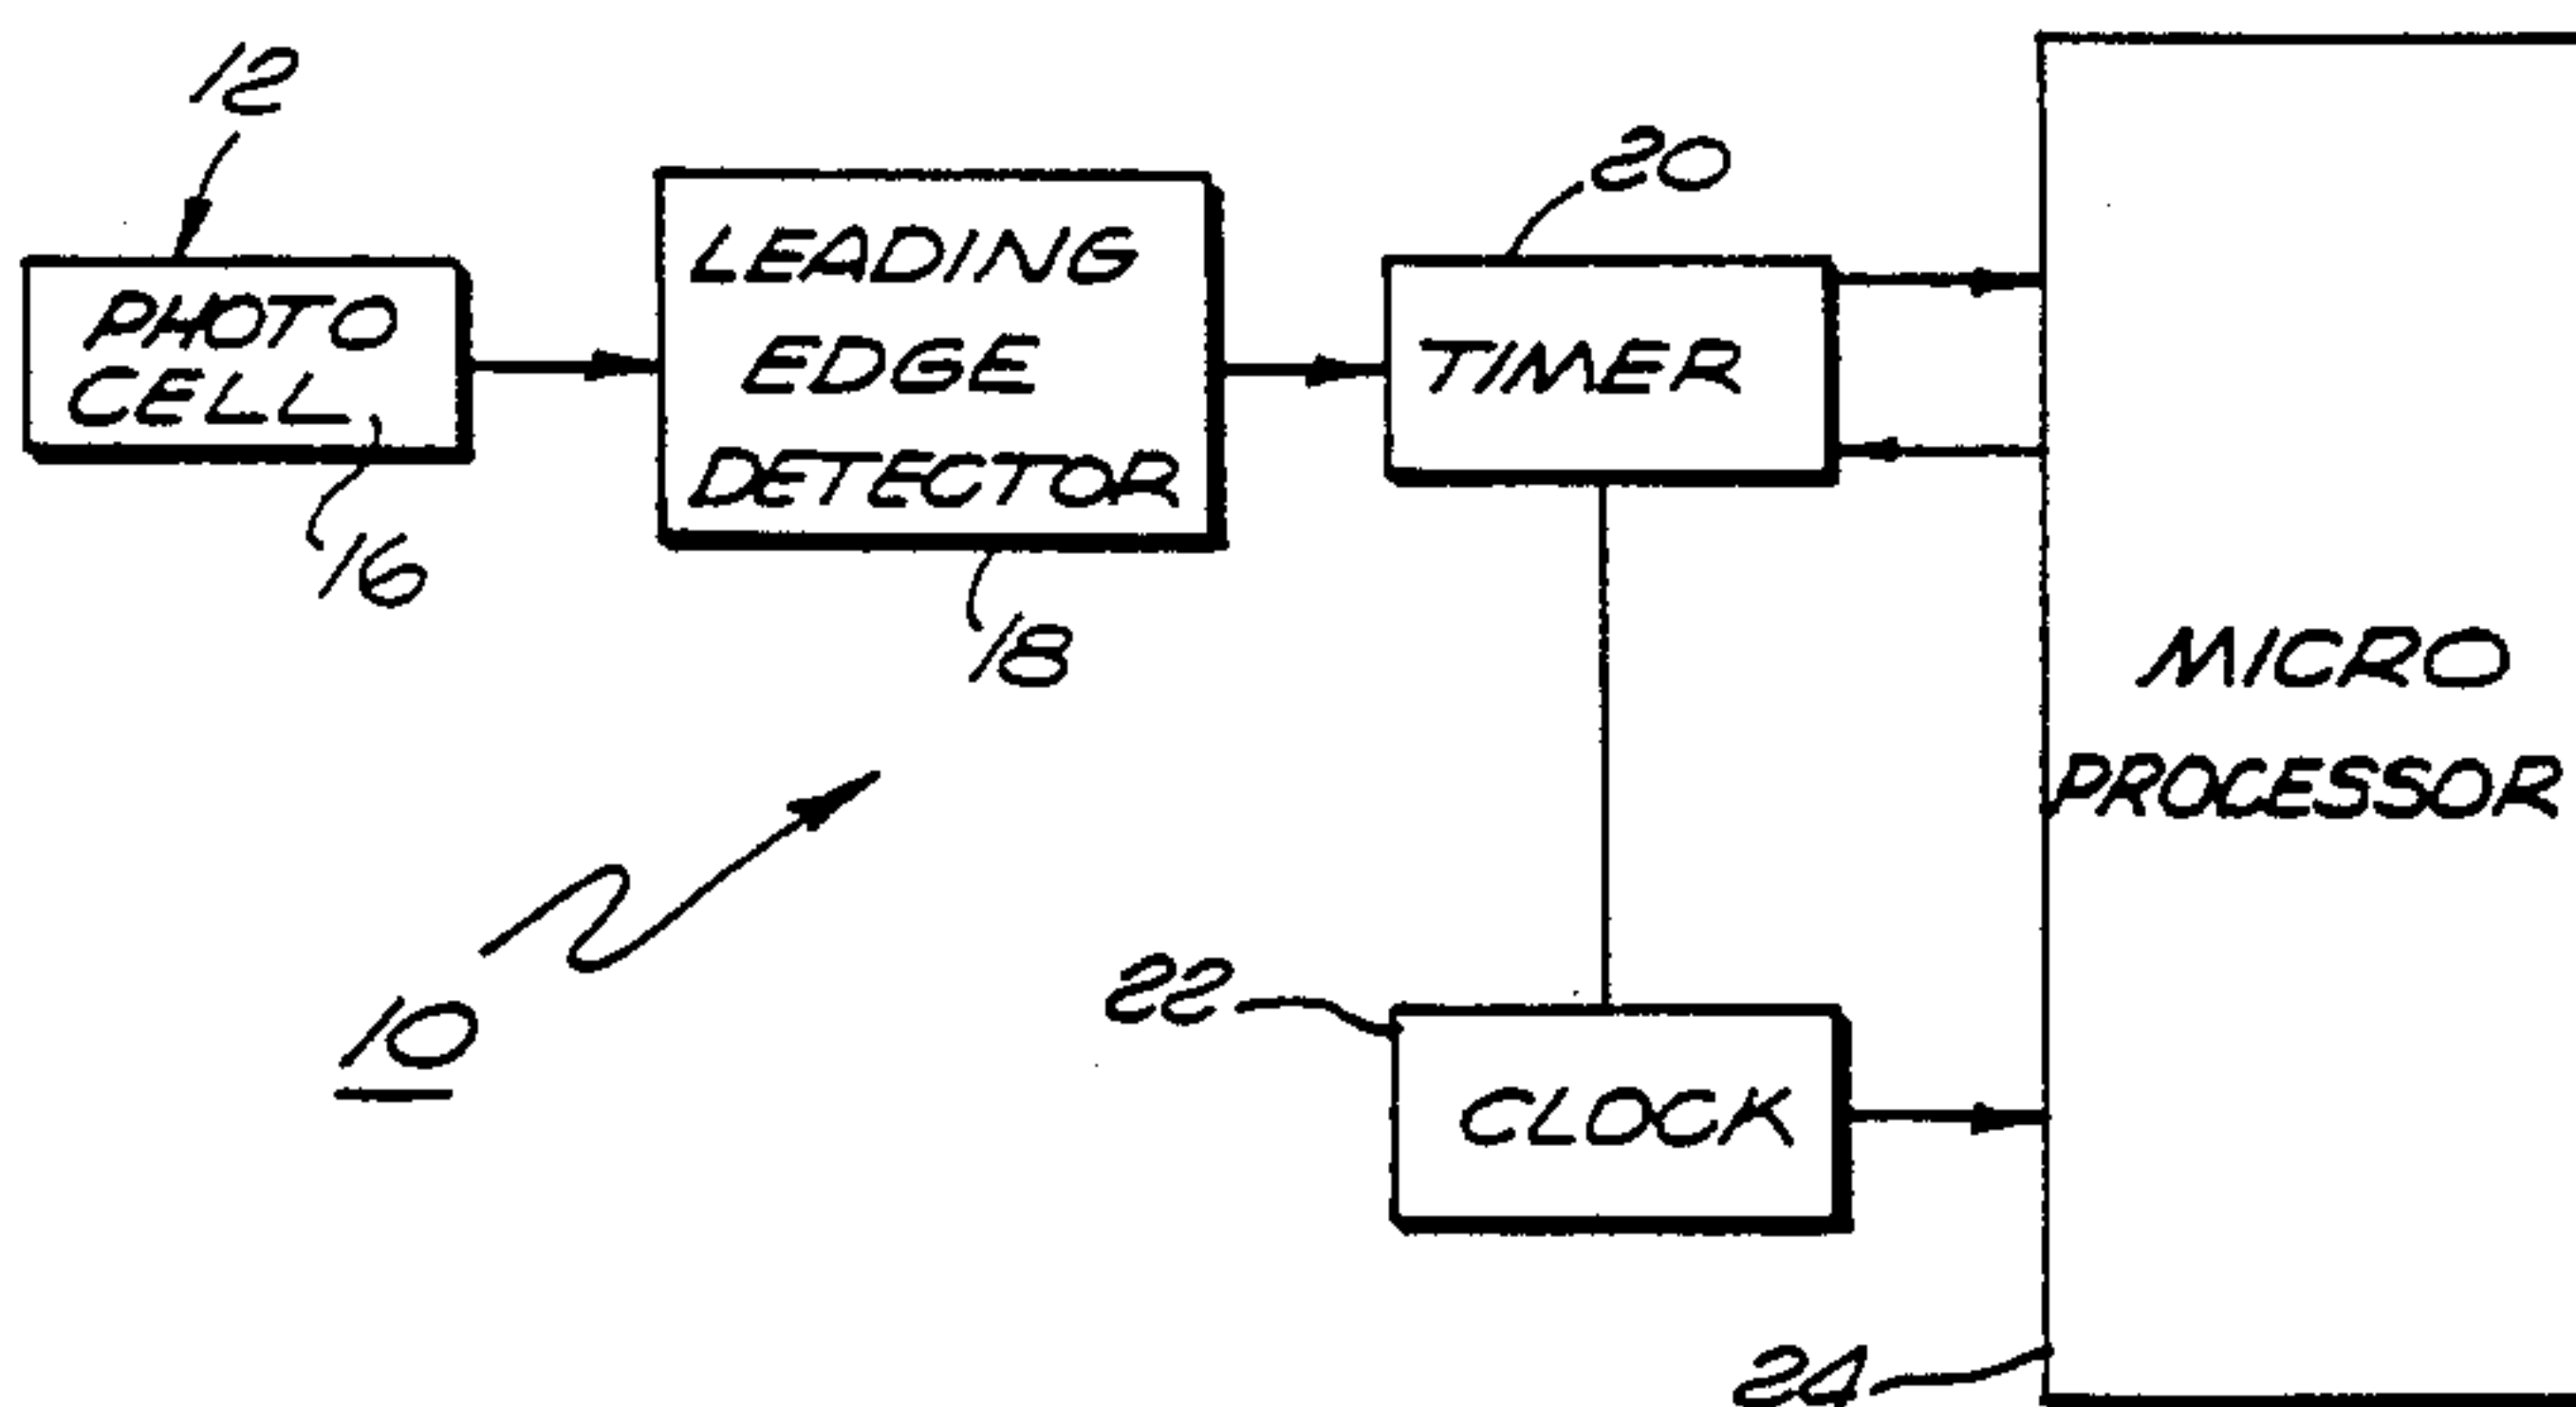 12
PHOTO
CELL
16
LEADING
EDGE
DETECTOR
18
20
TIMER
MICRO
PROCESSOR
10
22
CLOCK
24